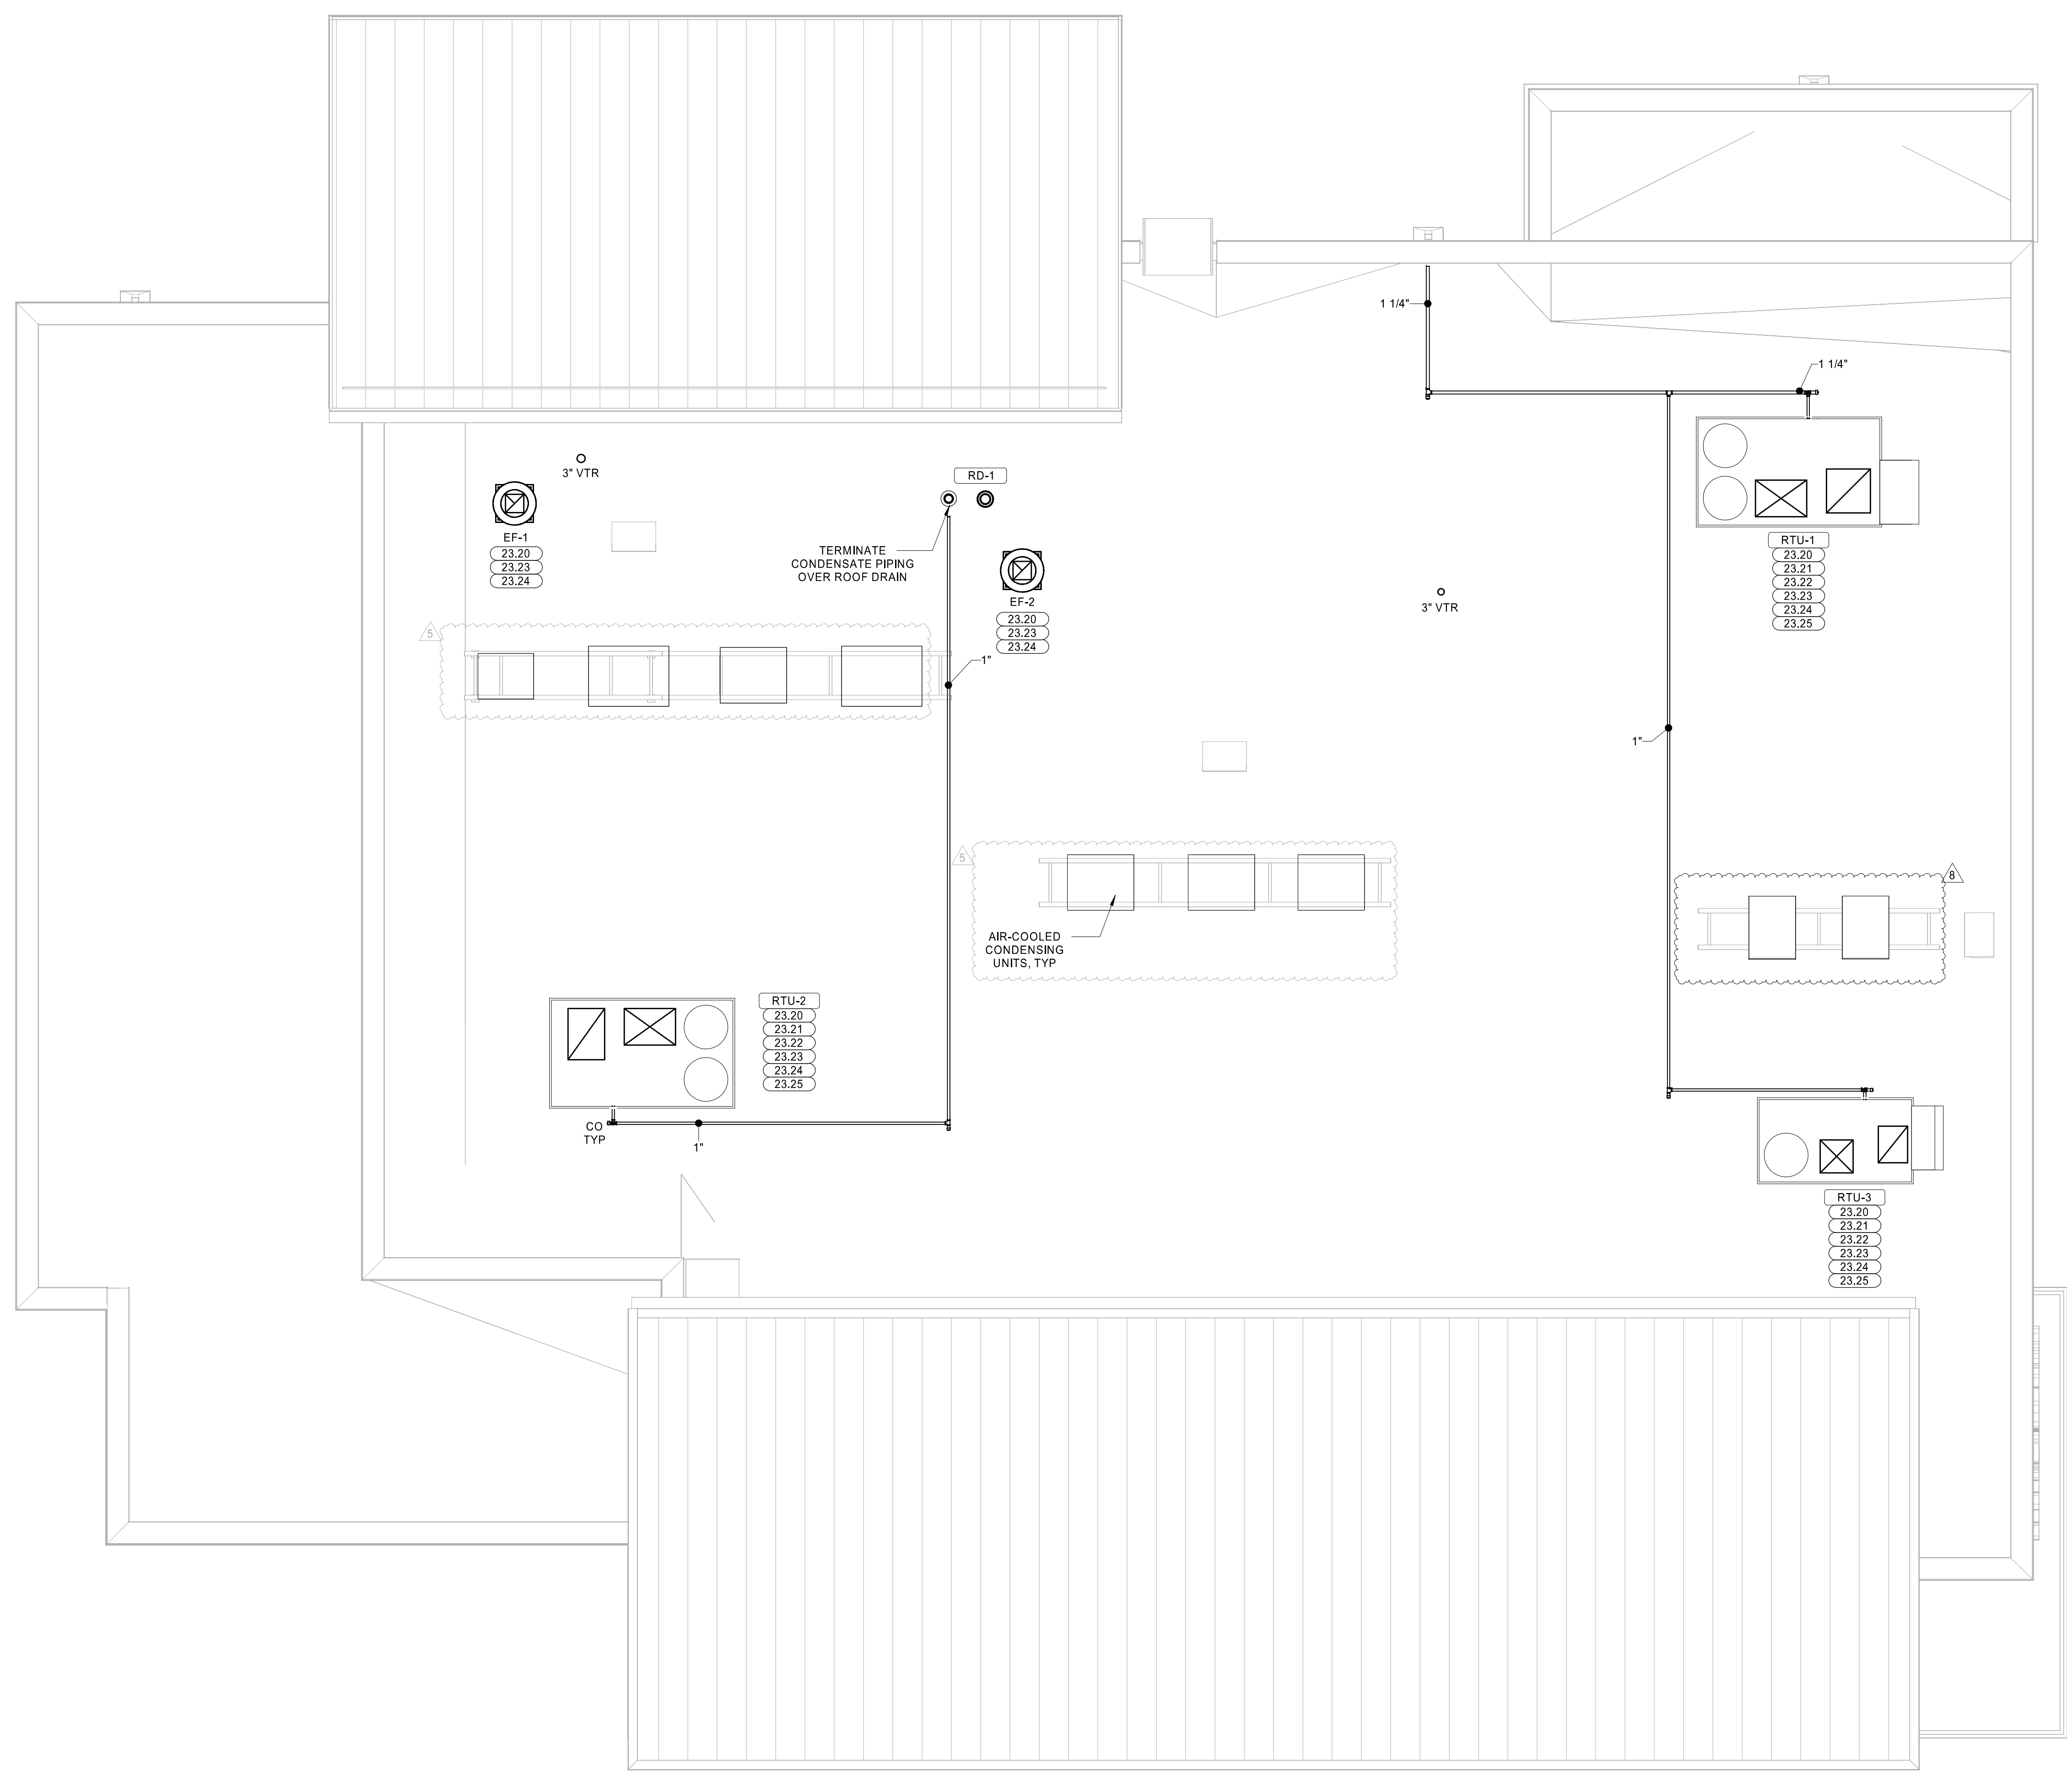 1 1/4"
1 1/4"
3" VTR
RD-1
EF-1
23.20
23.23
23.24
TERMINATE
CONDENSATE PIPING
OVER ROOF DRAIN
EF-2
23.20
23.23
23.24
3" VTR
RTU-1
23.20
23.21
23.22
23.23
23.24
23.25
5
1"
1"
5
8
AIR-COOLED
CONDENSING
UNITS, TYP
RTU-2
23.20
23.21
23.22
23.23
23.24
23.25
CO
TYP
1"
RTU-3
23.20
23.21
23.22
23.23
23.24
23.25